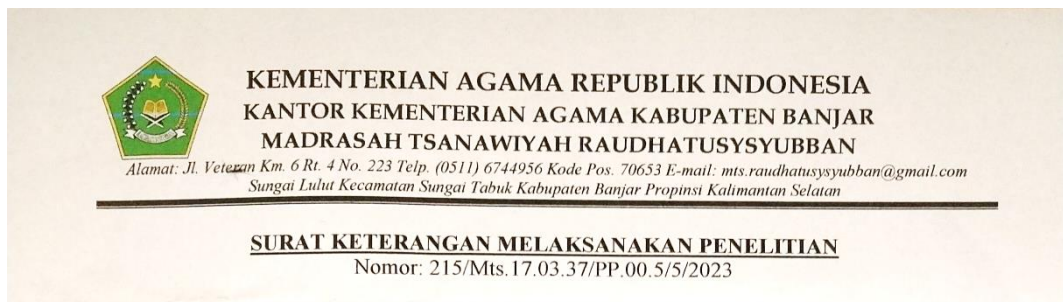 KEMENTERIAN AGAMA REPUBLIK INDONESIA
KANTOR KEMENTERIAN AGAMA KABUPATEN BANJAR
MADRASAH TSANAWIYAH RAUDHATUSYSYUBBAN
Alamat: Jl. Veteran Km. 6 Rt. 4 No. 223 Telp. (0511) 6744956 Kode Pos. 70653 E-mail: mts.raudhatusysyubban@gmail.com
Sungai Lulut Kecamatan Sungai Tabuk Kabupaten Banjar Propinsi Kalimantan Selatan
SURAT KETERANGAN MELAKSANAKAN PENELITIAN
Nomor: 215/Mts.17.03.37/PP.00.5/5/2023